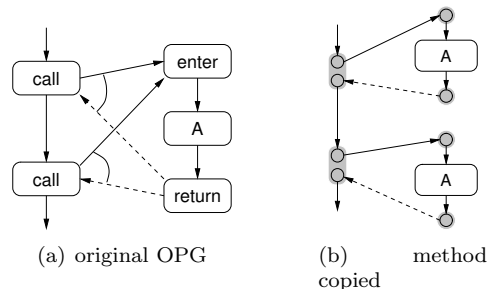 call
enter
A
call
return
A
A
(a) original OPG
(b) method
copied